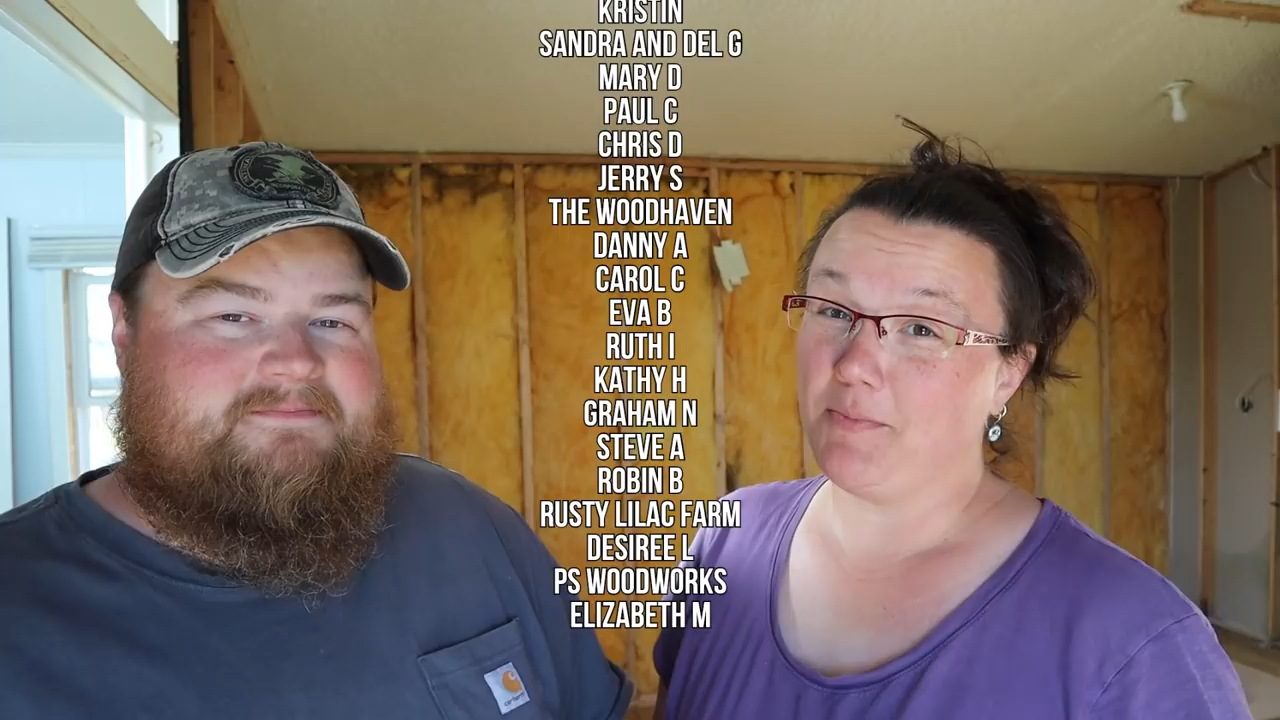 KRISTIN
SANDRA AND DEL G
MARY D
PAUL C
CHRIS D
JERRY S
THE WOODHAVEN
DANNY A
CAROL C
EVA B
RUTH I
KATHY H
GRAHAM N
STEVE A
ROBIN B
RUSTY LILAC FARM
DESIREE L
PS WOODWORKS
ELIZABETH M
carhartt